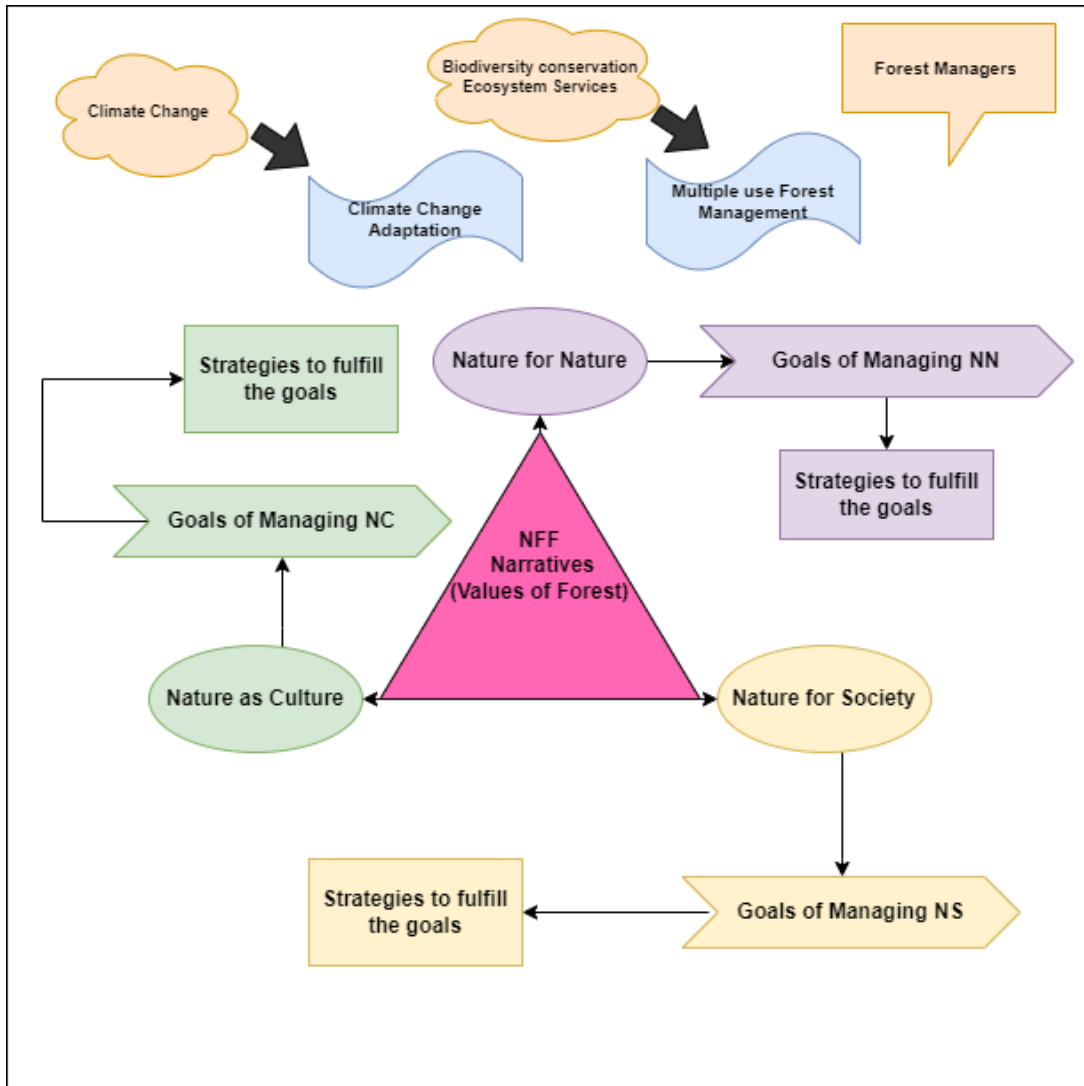 Climate Change
Biodiversity conservation
Ecosystem Services
Forest Managers
Climate Change
Adaptation
Multiple use Forest
Management
Strategies to fulfill
the goals
Nature for Nature
Goals of Managing NN
Strategies to fulfill
the goals
Goals of Managing NC
NFF
Narratives
(Values of Forest)
Nature as Culture
Nature for Society
Strategies to fulfill
the goals
Goals of Managing NS